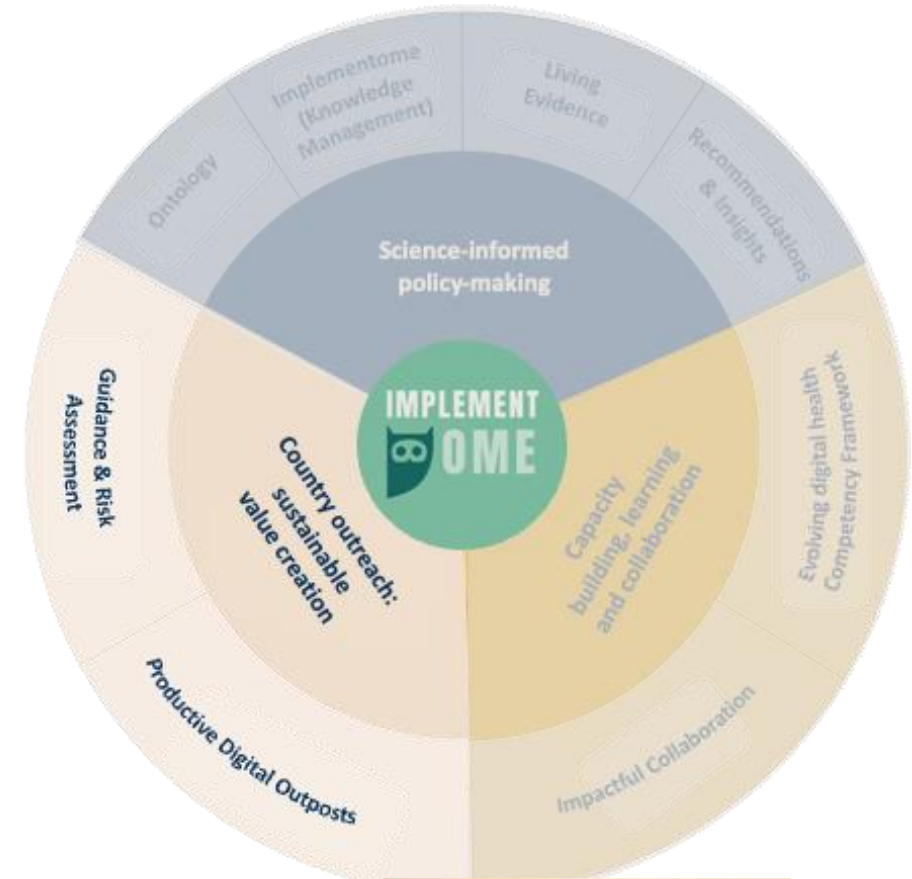 Ontology
Implementome
(Knowledge
Management)
Living
Evidence
Recommendations
& Insights
Science-informed
policy-making
IMPLEMENT
OME
Guidance & Risk
Assessment
Country outreach:
sustainable
value creation
Productive Digital Outposts
Capacity
building, learning
and collaboration
Evolving digital health
Competency Framework
Impactful Collaboration